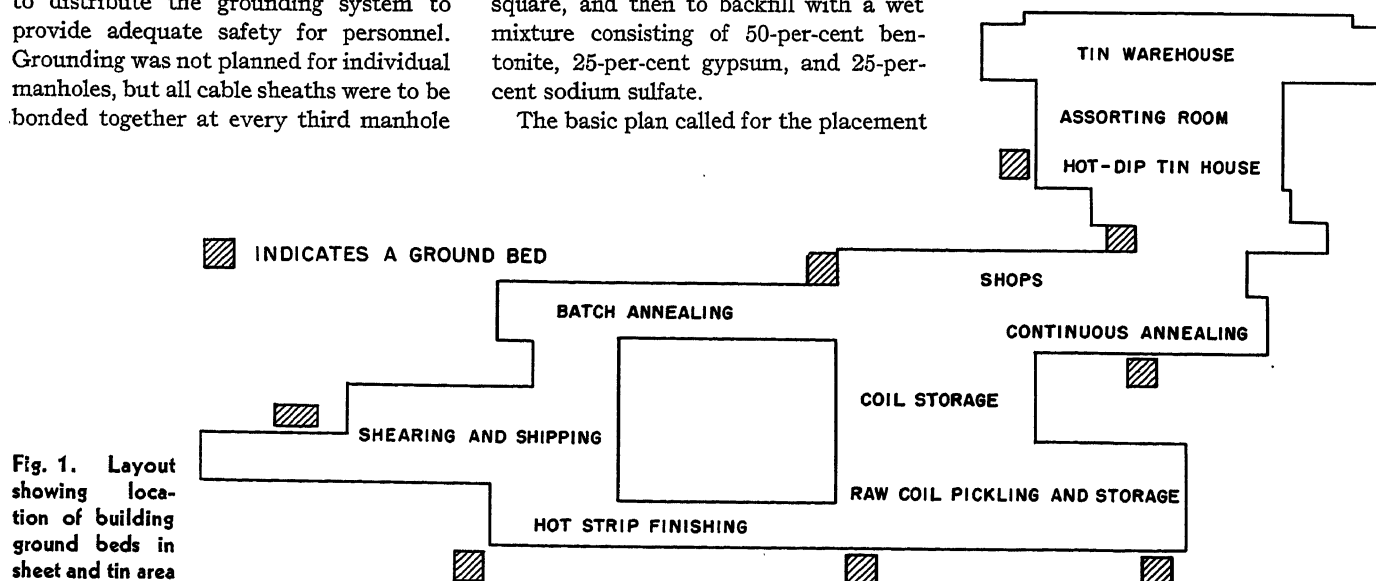 to distribute the grounding system to
provide adequate safety for personnel.
Grounding was not planned for individual
manholes, but all cable sheaths were to be
bonded together at every third manhole
square, and then to backfill with a wet
mixture consisting of 50-per-cent ben-
tonite, 25-per-cent gypsum, and 25-per-
cent sodium sulfate.
The basic plan called for the placement
TIN WAREHOUSE
ASSORTING ROOM
HOT-DIP TIN HOUSE
INDICATES A GROUND BED
SHOPS
BATCH ANNEALING
CONTINUOUS ANNEALING
COIL STORAGE
SHEARING AND SHIPPING
RAW COIL PICKLING AND STORAGE
HOT STRIP FINISHING
Fig. 1. Layout
showing loca-
tion of building
ground beds in
sheet and tin area